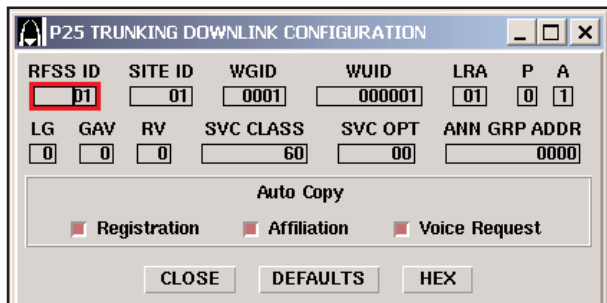 P25 TRUNKING DOWNLINK CONFIGURATION
RFSS ID SITE ID WGID WUID LRA P A
01 01 0001 000001 01 0 1
LG GAV RV SVC CLASS SVC OPT ANN GRP ADDR
0 0 0 60 00 0000
Auto Copy
Registration Affiliation Voice Request
CLOSE DEFAULTS HEX